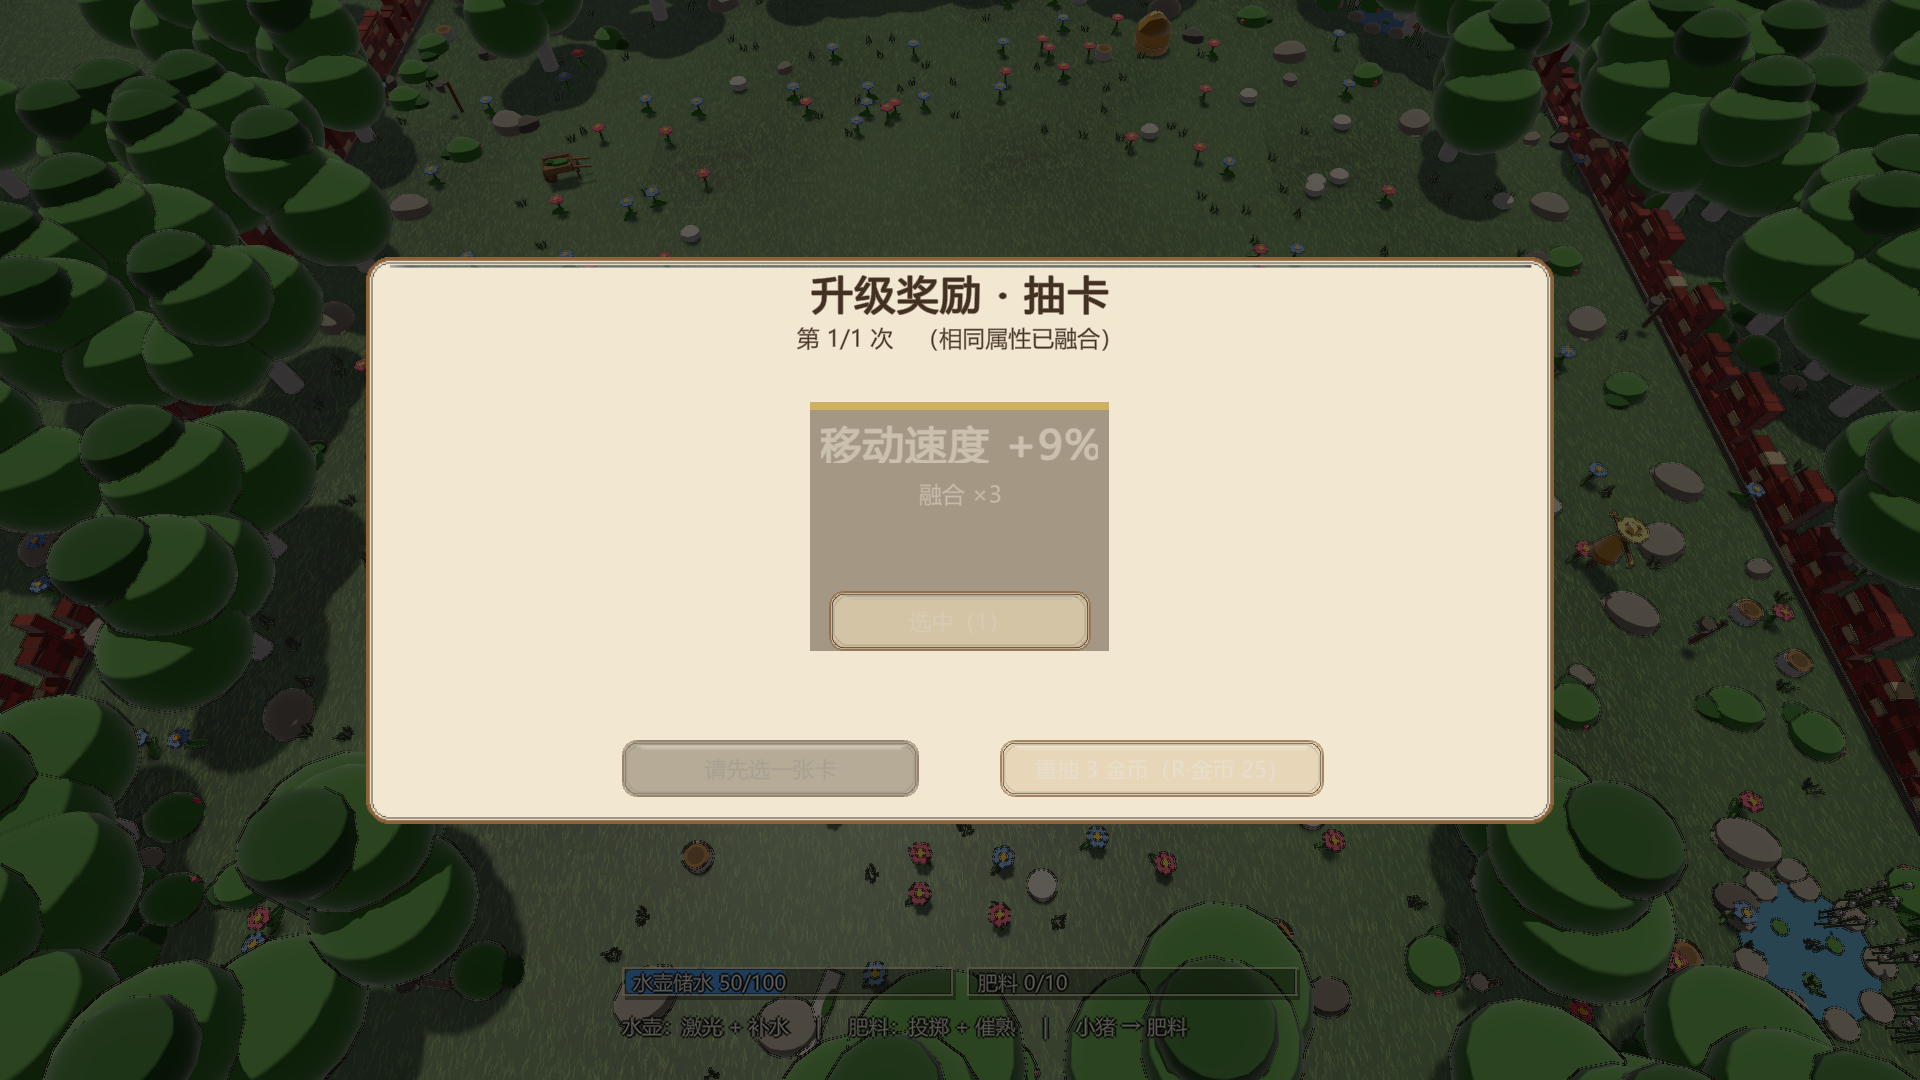 升级奖励 · 抽卡
第 1/1 次 （相同属性已融合）
移动速度 +9%
融合 ×3
选中（1）
请先选一张卡
重抽 3 金币（R·金币 25）
水壶储水 50/100
肥料 0/10
水壶：激光 + 补水 | 肥料：投掷 + 催熟 | 小猪 → 肥料